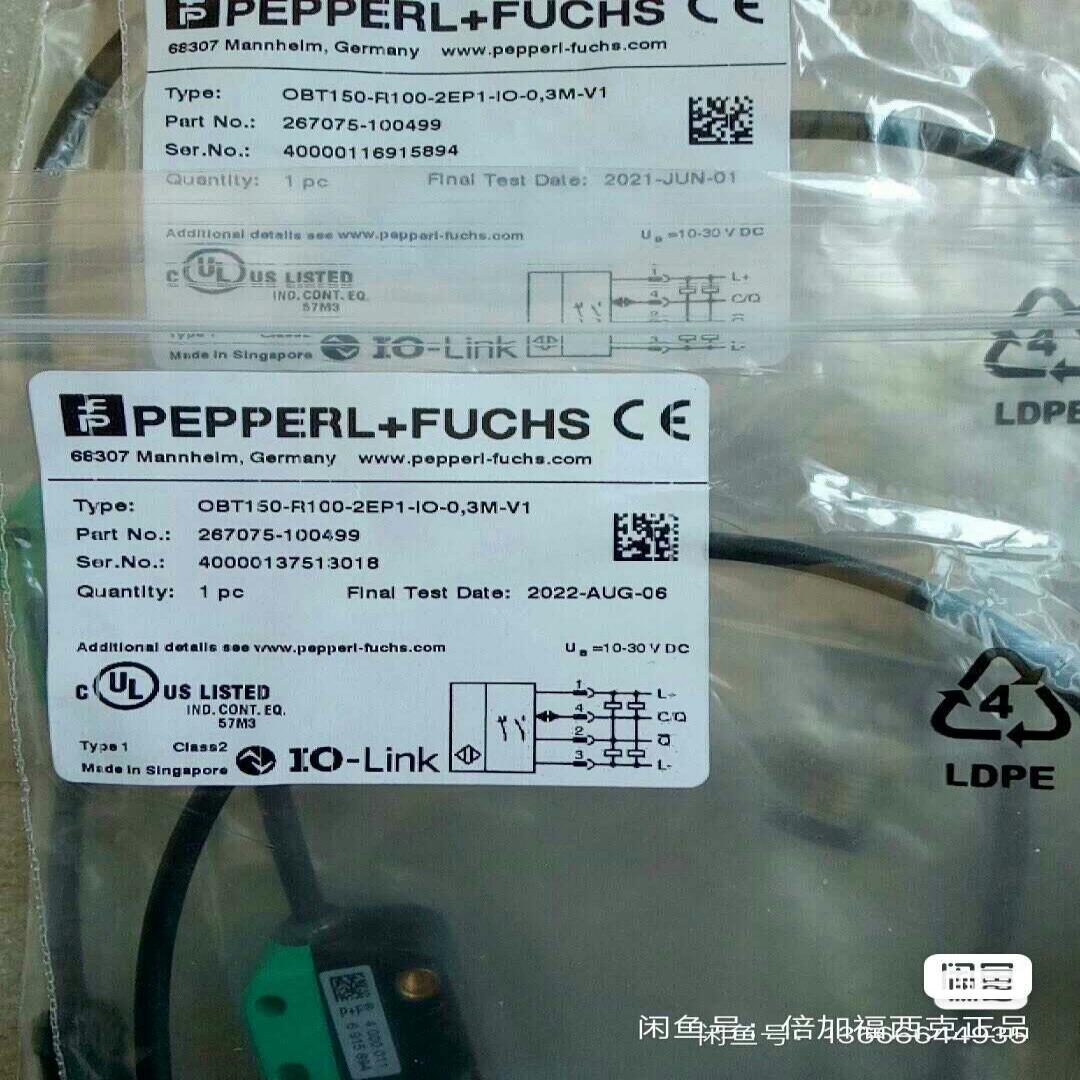 PEPPERL+FUCHS CE
68307 Mannheim, Germany www.pepperl-fuchs.com
Type: OBT150-R100-2EP1-IO-0,3M-V1
Part No.: 267075-100499
Ser.No.: 40000116915894
Quantity: 1 pc Final Test Date: 2021-JUN-01
Additional details see www.pepperl-fuchs.com UB =10-30 V DC
C UL US LISTED
IND. CONT. EQ.
57M3
1 L+
4 C/Q
Made in Singapore IO-Link 3 L-
4
LDPE
PEPPERL+FUCHS CE
68307 Mannheim, Germany www.pepperl-fuchs.com
Type: OBT150-R100-2EP1-IO-0,3M-V1
Part No.: 267075-100499
Ser.No.: 40000137513018
Quantity: 1 pc Final Test Date: 2022-AUG-06
Additional details see www.pepperl-fuchs.com UB =10-30 V DC
C UL US LISTED
IND. CONT. EQ.
57M3
Type 1 Class2
Made in Singapore IO-Link
1 L+
4 C/Q
2 Q
3 L-
4
LDPE
P+F
闲鱼号：倍加福西克正品